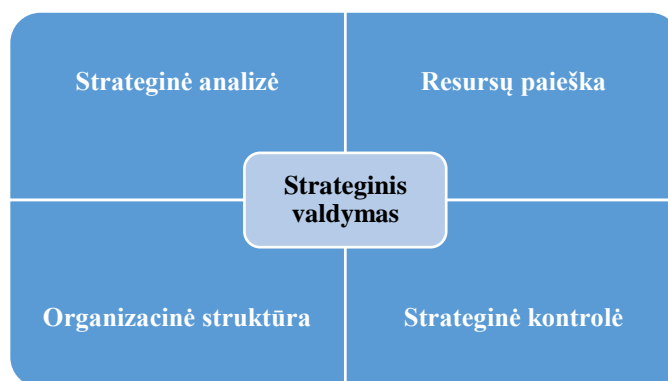 Strateginė analizė
Resursų paieška
Strateginis
valdymas
Organizacinė struktūra
Strateginė kontrolė